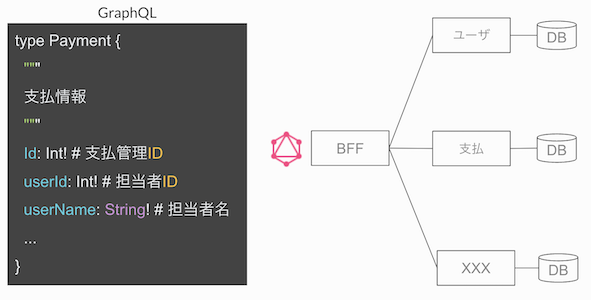 GraphQL
type Payment {
"""
支払情報
"""
Id: Int! # 支払管理ID
userId: Int! # 担当者ID
userName: String! # 担当者名
...
}
BFF
ユーザ
DB
支払
DB
XXX
DB